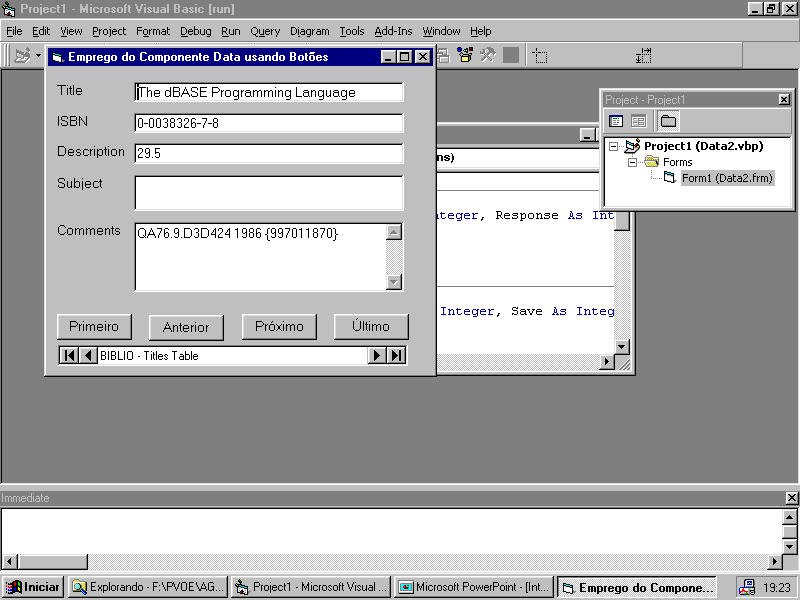 Project1 - Microsoft Visual Basic [run]
File Edit View Project Format Debug Run Query Diagram Tools Add-Ins Window Help
Emprego do Componente Data usando Botões
Title
The dBASE Programming Language
ISBN
0-0038326-7-8
Description
29.5
Subject
Comments
QA76.9.D3D424 1986 {997011870}
Primeiro Anterior Próximo Último
BIBLIO - Titles Table
ns)
teger, Response As Int
Integer, Save As Integ
Project - Project1
Project1 (Data2.vbp)
Forms
Form1 (Data2.frm)
Immediate
Iniciar
Explorando - F:\PVOE\AG...
Project1 - Microsoft Visual ...
Microsoft PowerPoint - [Int...
Emprego do Compone...
19:23